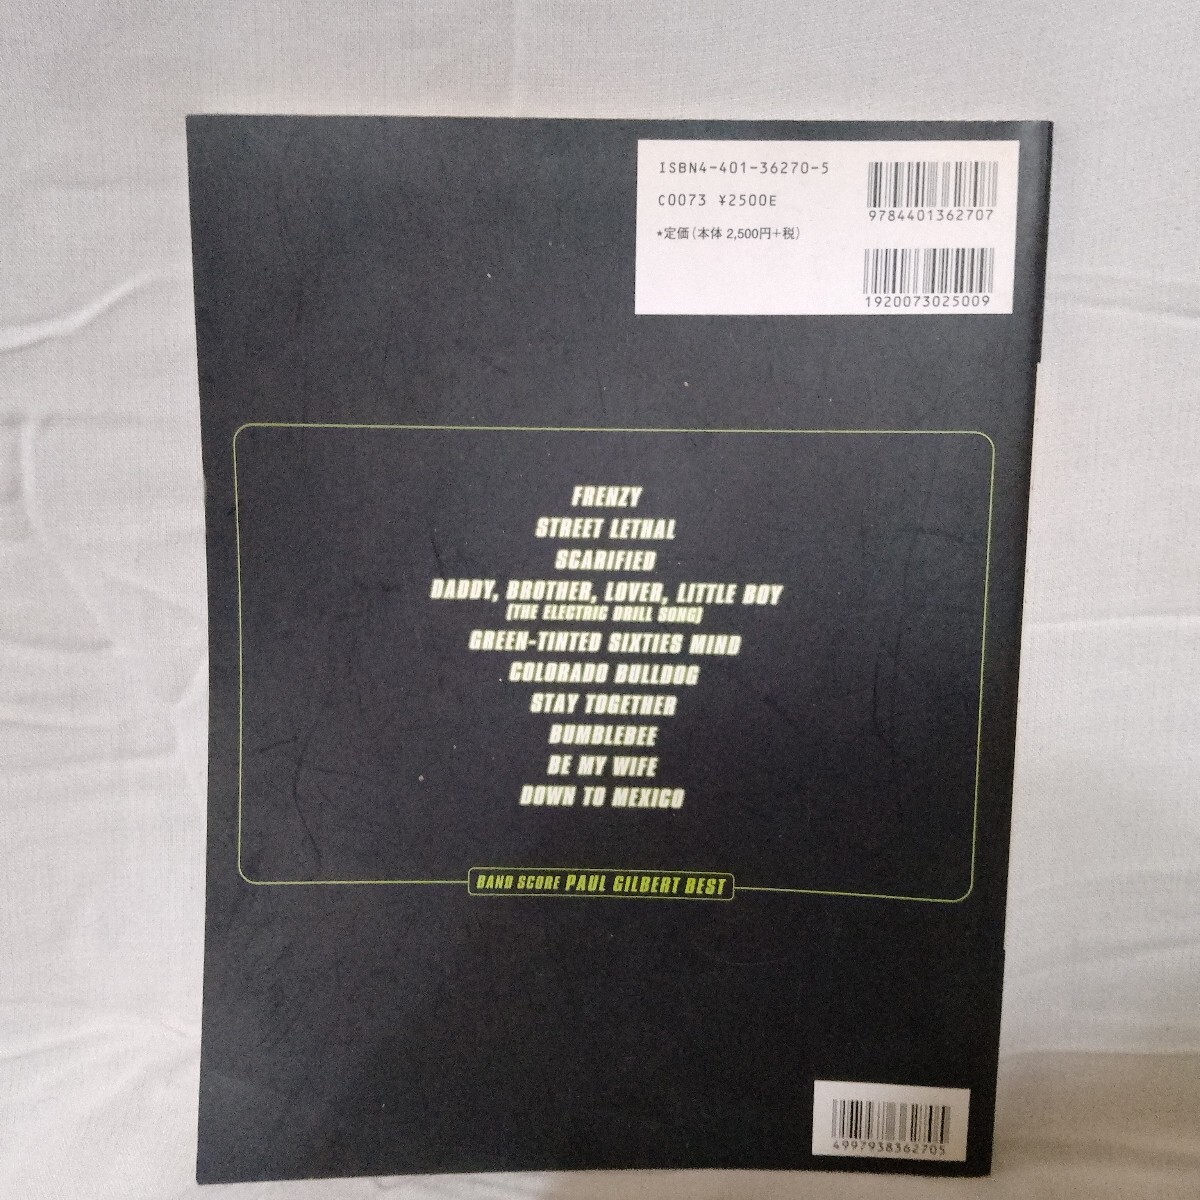 ISBN4-401-36270-5
C0073 ¥2500E
*定価(本体 2,500円+税)
9784401362707
1920073025009
FRENZY
STREET LETHAL
SCARIFIED
DADDY, BROTHER, LOVER, LITTLE BOY
(THE ELECTRIC DRILL SONG)
GREEN-TINTED SIXTIES MIND
COLORADO BULLDOG
STAY TOGETHER
BUMBLEBEE
BE MY WIFE
DOWN TO MEXICO
BAND SCORE PAUL GILBERT BEST
4997938362705